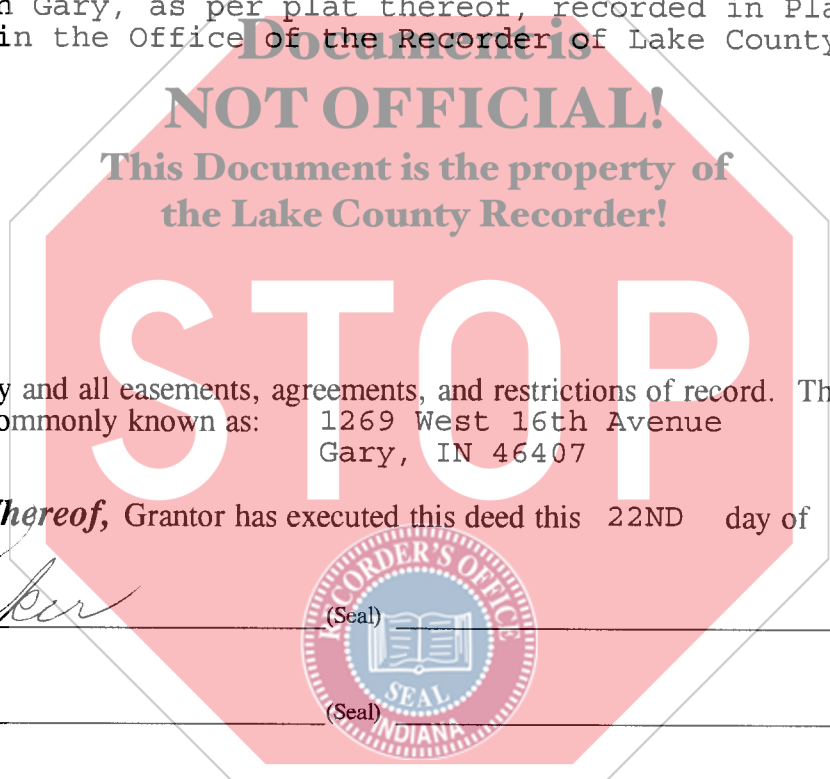 n Gary, as per plat thereof, recorded in Pla
in the Office of the Recorder of Lake County
Document is
NOT OFFICIAL!
This Document is the property of
the Lake County Recorder!
STOP
y and all easements, agreements, and restrictions of record. Th
ommonly known as: 1269 West 16th Avenue
Gary, IN 46407
Whereof, Grantor has executed this deed this 22ND day of
(Seal)
RECORDER'S OFFICE
SEAL
INDIANA
(Seal)